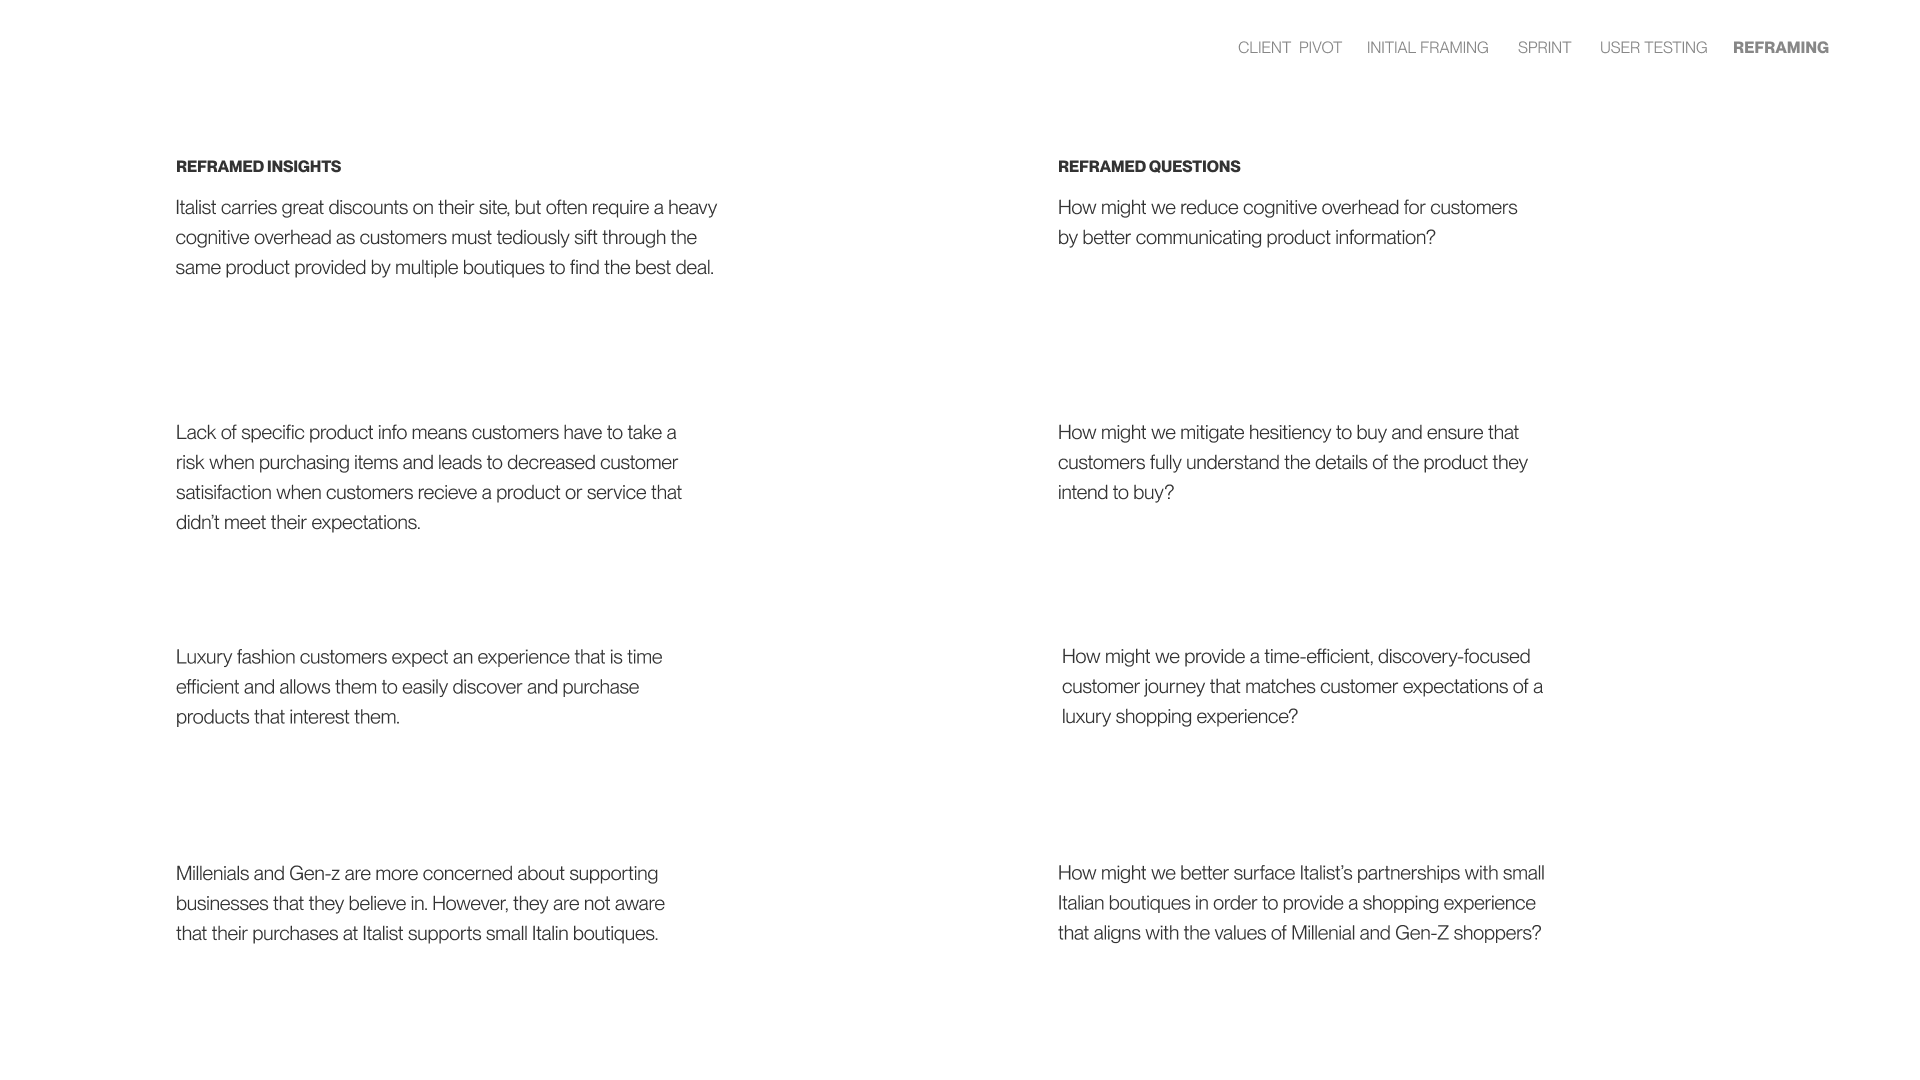 CLIENT PIVOT INITIAL FRAMING SPRINT USER TESTING REFRAMING
REFRAMED INSIGHTS
Italist carries great discounts on their site, but often require a heavy
cognitive overhead as customers must tediously sift through the
same product provided by multiple boutiques to find the best deal.
Lack of specific product info means customers have to take a
risk when purchasing items and leads to decreased customer
satisifaction when customers recieve a product or service that
didn’t meet their expectations.
Luxury fashion customers expect an experience that is time
efficient and allows them to easily discover and purchase
products that interest them.
Millenials and Gen-z are more concerned about supporting
businesses that they believe in. However, they are not aware
that their purchases at Italist supports small Italin boutiques.
REFRAMED QUESTIONS
How might we reduce cognitive overhead for customers
by better communicating product information?
How might we mitigate hesitiency to buy and ensure that
customers fully understand the details of the product they
intend to buy?
How might we provide a time-efficient, discovery-focused
customer journey that matches customer expectations of a
luxury shopping experience?
How might we better surface Italist’s partnerships with small
Italian boutiques in order to provide a shopping experience
that aligns with the values of Millenial and Gen-Z shoppers?